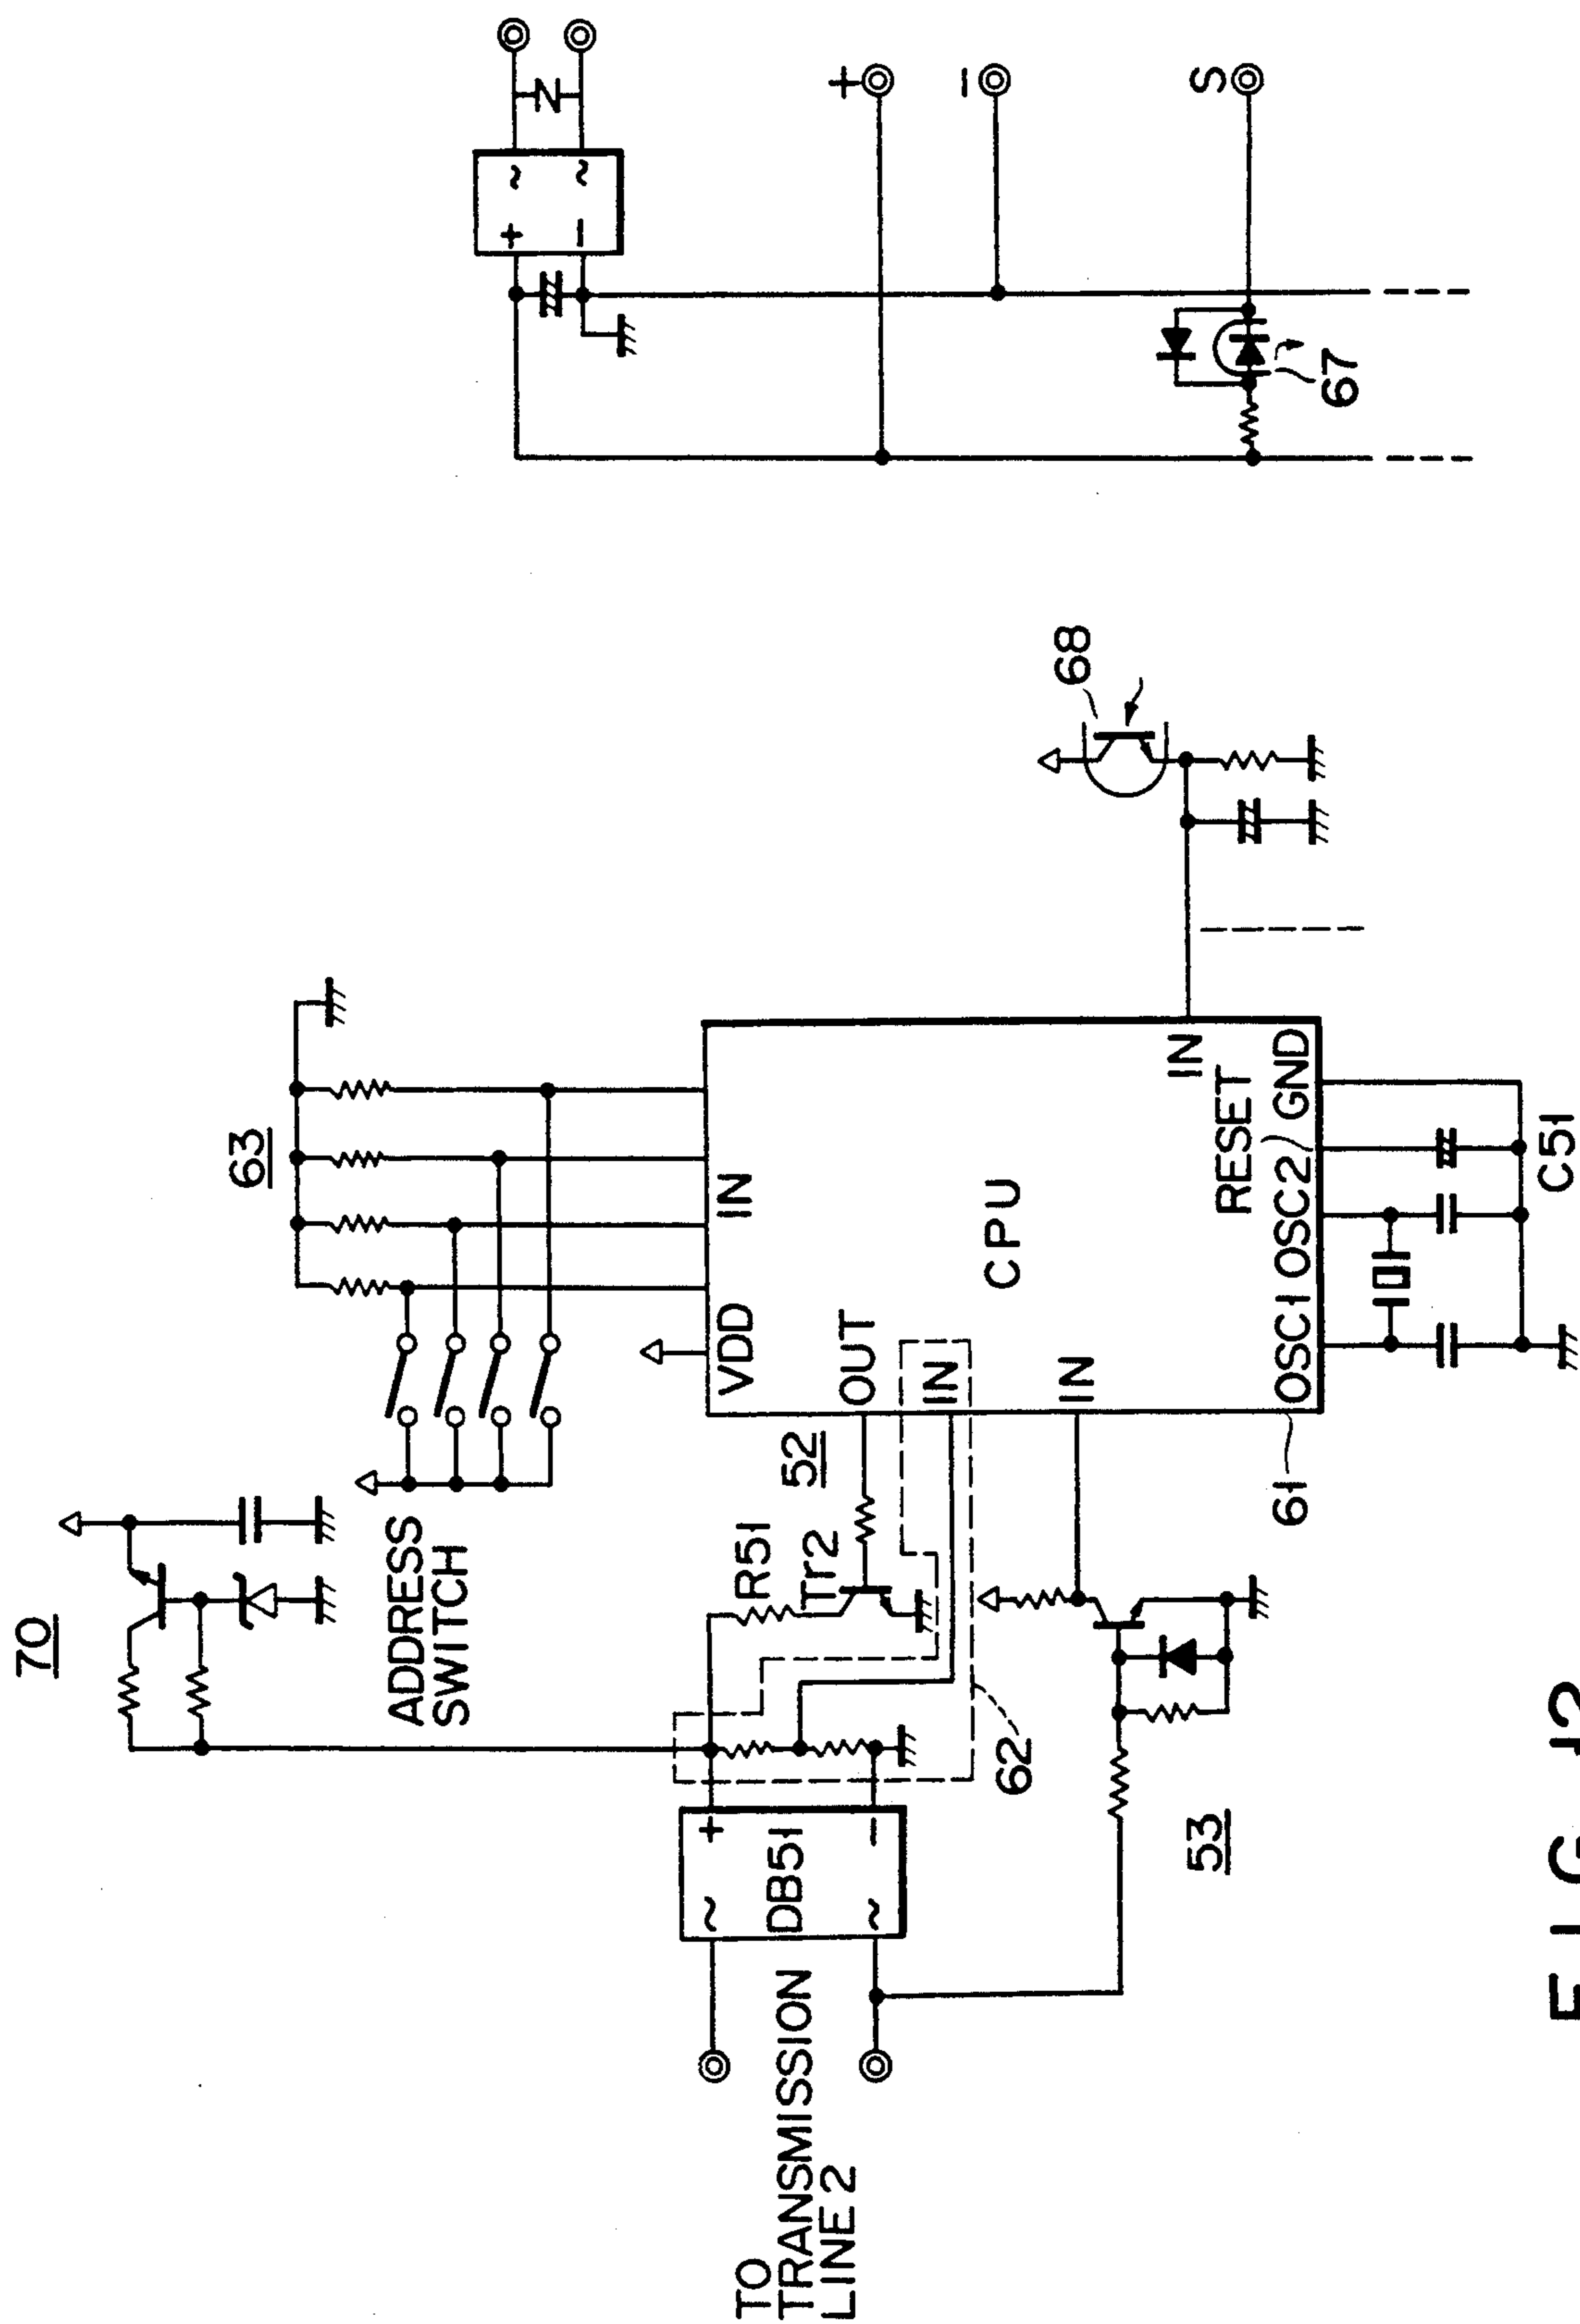 70
63
ADDRESS
SWITCH
+ ~
- ~
N
VDD IN
TO
TRANSMISSION
LINE 2
~ +
DB51
~ -
R51
52
Tr2
OUT
IN
+
-
62
CPU
IN
68
53
IN
S
RESET
61
OSC1 OSC2 GND
67
C51
F I G 12